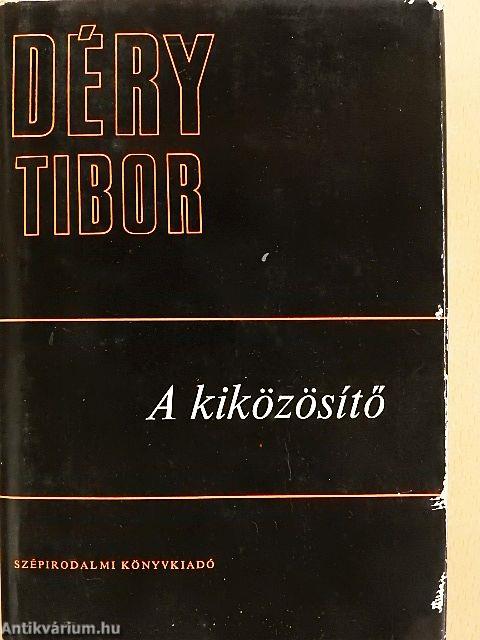 DÉRY
TIBOR
A kiközösítő
SZÉPIRODALMI KÖNYVKIADÓ
Antikvárium.hu